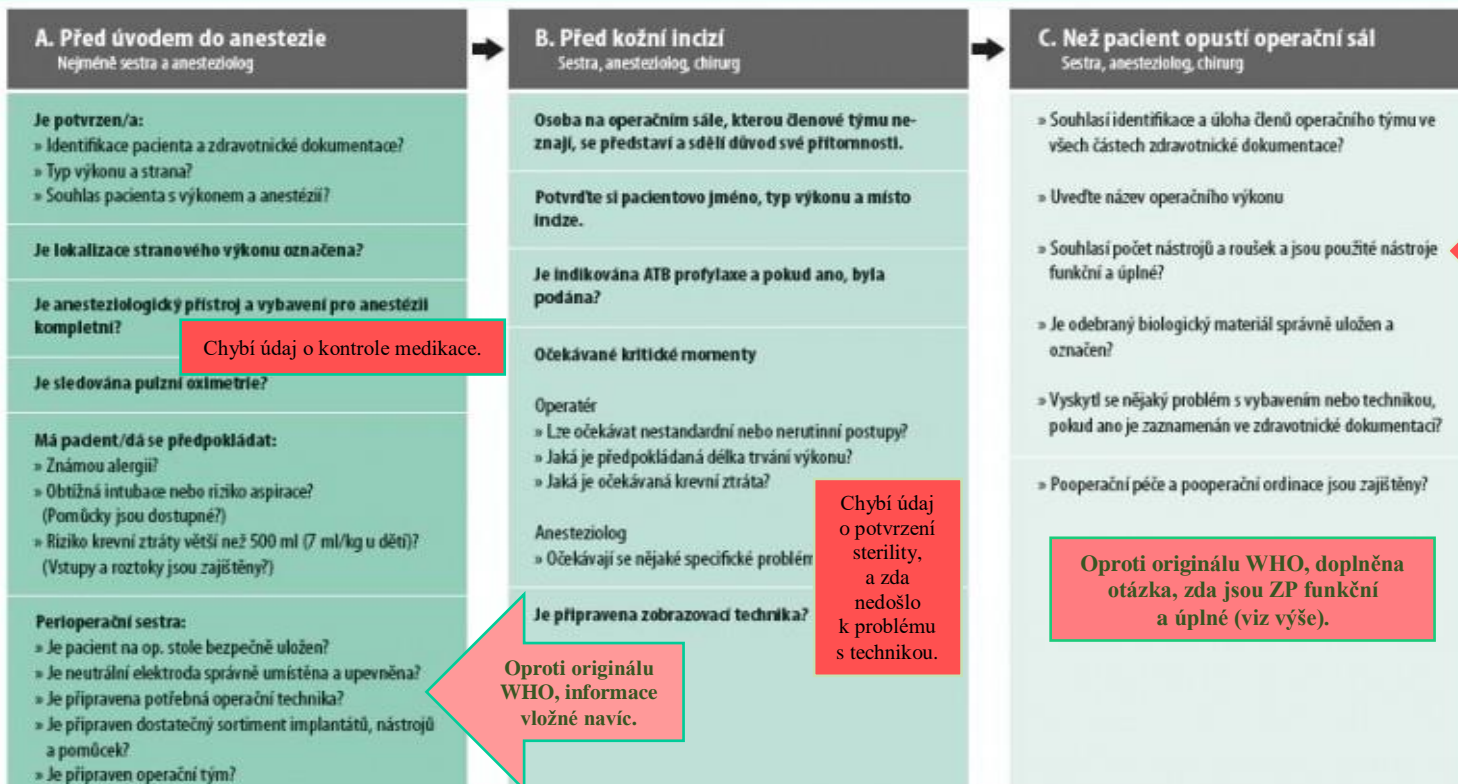 A. Před úvodem do anestezie
Nejméně sestra a anesteziolog
Je potvrzen/a:
» Identifikace pacienta a zdravotnické dokumentace?
» Typ výkonu a strana?
» Souhlas pacienta s výkonem a anestézií?
Je lokalizace stranového výkonu označena?
Je anesteziologický přístroj a vybavení pro anestézii
kompletní?
Chybí údaj o kontrole medikace.
Je sledována pulzní oximetrie?
Má pacient/dá se předpokládat:
» Známou alergii?
» Obtížná intubace nebo riziko aspirace?
(Pomůcky jsou dostupné?)
» Riziko krevní ztráty větší než 500 ml (7 ml/kg u dětí)?
(Vstupy a roztoky jsou zajištěny?)
Perioperační sestra:
» Je pacient na op. stole bezpečně uložen?
» Je neutrální elektroda správně umístěna a upevněna?
» Je připravena potřebná operační technika?
» Je připraven dostatečný sortiment implantátů, nástrojů
a pomůcek?
» Je připraven operační tým?
Oproti originálu
WHO, informace
vložné navíc.
B. Před kožní incizí
Sestra, anesteziolog, chirurg
Osoba na operačním sále, kterou členové týmu ne-
znají, se představí a sdělí důvod své přítomnosti.
Potvrďte si pacientovo jméno, typ výkonu a místo
incize.
Je indikována ATB profylaxe a pokud ano, byla
podána?
Očekávané kritické momenty
Operatér
» Lze očekávat nestandardní nebo nerutinní postupy?
» Jaká je předpokládaná délka trvání výkonu?
» Jaká je očekávaná krevní ztráta?
Anesteziolog
» Očekávají se nějaké specifické problém
Je připravena zobrazovací technika?
Chybí údaj
o potvrzení
sterility,
a zda
nedošlo
k problému
s technikou.
C. Než pacient opustí operační sál
Sestra, anesteziolog, chirurg
» Souhlasí identifikace a úloha členů operačního týmu ve
všech částech zdravotnické dokumentace?
» Uveďte název operačního výkonu
» Souhlasí počet nástrojů a roušek a jsou použité nástroje
funkční a úplné?
» Je odebraný biologický materiál správně uložen a
označen?
» Vyskytl se nějaký problém s vybavením nebo technikou,
pokud ano je zaznamenán ve zdravotnické dokumentaci?
» Pooperační péče a pooperační ordinace jsou zajištěny?
Oproti originálu WHO, doplněna
otázka, zda jsou ZP funkční
a úplné (viz výše).